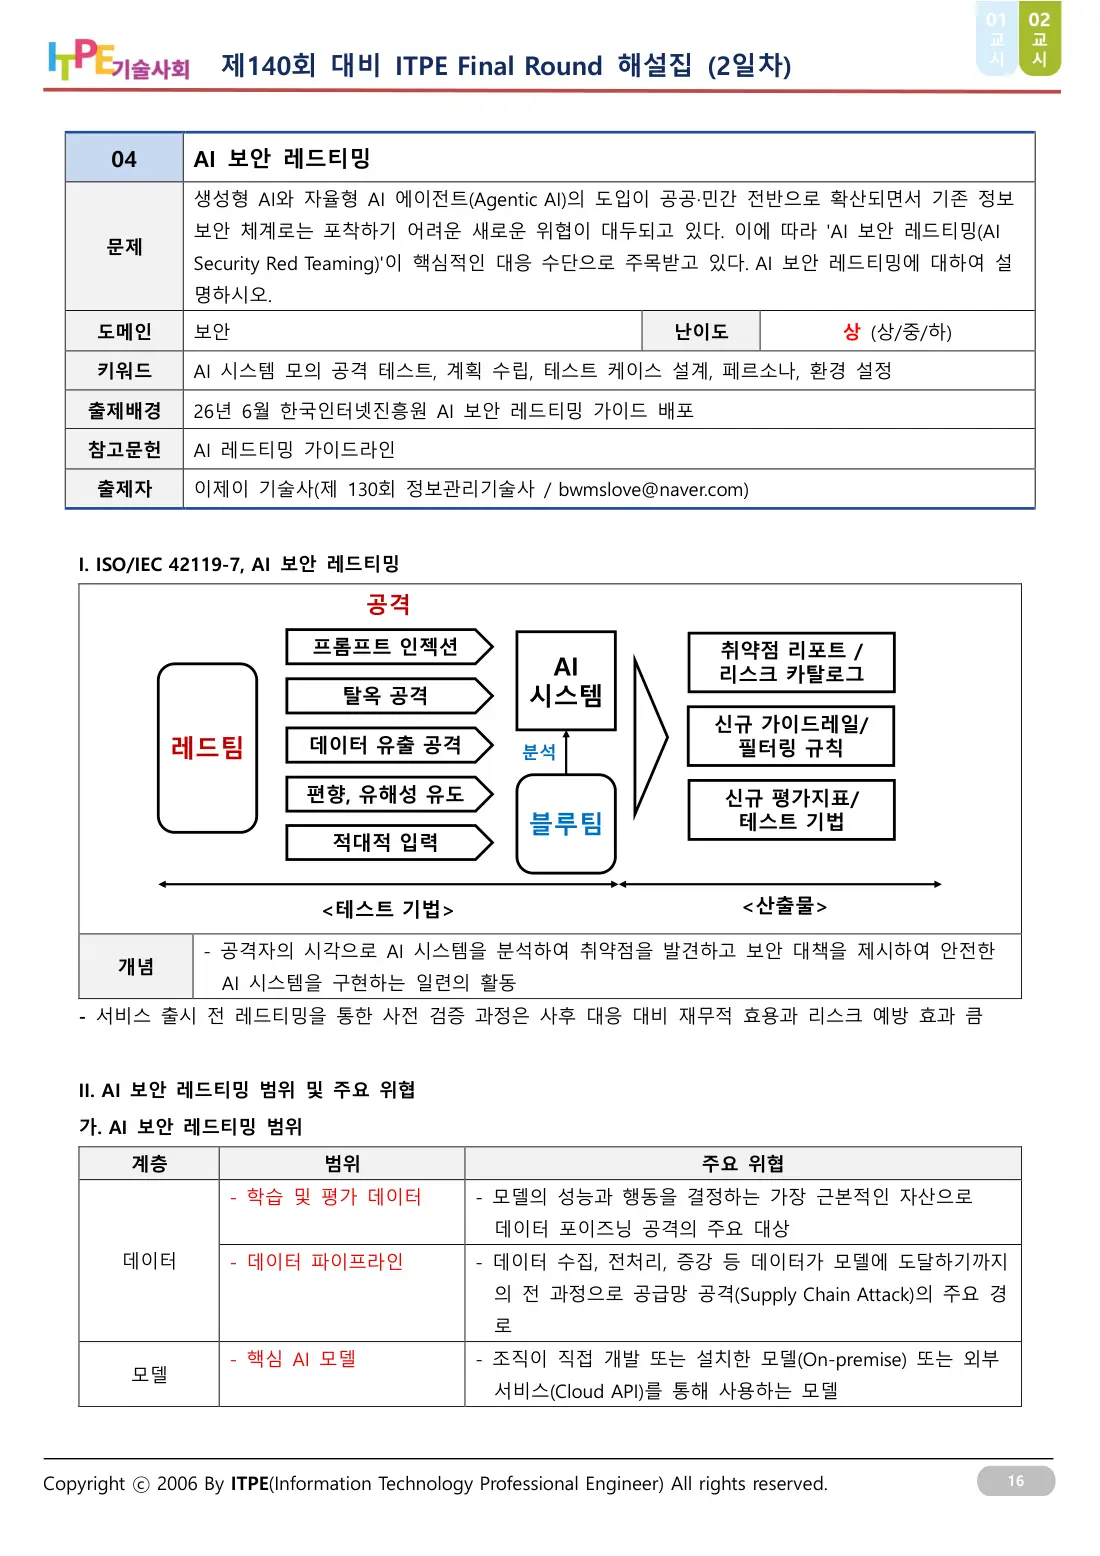 ITPE기술사회 제140회 대비 ITPE Final Round 해설집 (2일차)
01 교시
02 교시
04 AI 보안 레드티밍
문제
생성형 AI와 자율형 AI 에이전트(Agentic AI)의 도입이 공공·민간 전반으로 확산되면서 기존 정보
보안 체계로는 포착하기 어려운 새로운 위협이 대두되고 있다. 이에 따라 'AI 보안 레드티밍(AI
Security Red Teaming)'이 핵심적인 대응 수단으로 주목받고 있다. AI 보안 레드티밍에 대하여 설
명하시오.
도메인 보안 난이도 상 (상/중/하)
키워드 AI 시스템 모의 공격 테스트, 계획 수립, 테스트 케이스 설계, 페르소나, 환경 설정
출제배경 26년 6월 한국인터넷진흥원 AI 보안 레드티밍 가이드 배포
참고문헌 AI 레드티밍 가이드라인
출제자 이제이 기술사(제 130회 정보관리기술사 / bwmslove@naver.com)
I. ISO/IEC 42119-7, AI 보안 레드티밍
공격
레드팀
프롬프트 인젝션
탈옥 공격
데이터 유출 공격
편향, 유해성 유도
적대적 입력
AI
시스템
분석
블루팀
취약점 리포트 /
리스크 카탈로그
신규 가이드레일/
필터링 규칙
신규 평가지표/
테스트 기법
<테스트 기법>
<산출물>
개념
- 공격자의 시각으로 AI 시스템을 분석하여 취약점을 발견하고 보안 대책을 제시하여 안전한
AI 시스템을 구현하는 일련의 활동
- 서비스 출시 전 레드티밍을 통한 사전 검증 과정은 사후 대응 대비 재무적 효용과 리스크 예방 효과 큼
II. AI 보안 레드티밍 범위 및 주요 위협
가. AI 보안 레드티밍 범위
계층 범위 주요 위협
데이터
- 학습 및 평가 데이터
- 모델의 성능과 행동을 결정하는 가장 근본적인 자산으로
데이터 포이즈닝 공격의 주요 대상
- 데이터 파이프라인
- 데이터 수집, 전처리, 증강 등 데이터가 모델에 도달하기까지
의 전 과정으로 공급망 공격(Supply Chain Attack)의 주요 경
로
모델
- 핵심 AI 모델
- 조직이 직접 개발 또는 설치한 모델(On-premise) 또는 외부
서비스(Cloud API)를 통해 사용하는 모델
Copyright ⓒ 2006 By ITPE(Information Technology Professional Engineer) All rights reserved.
16